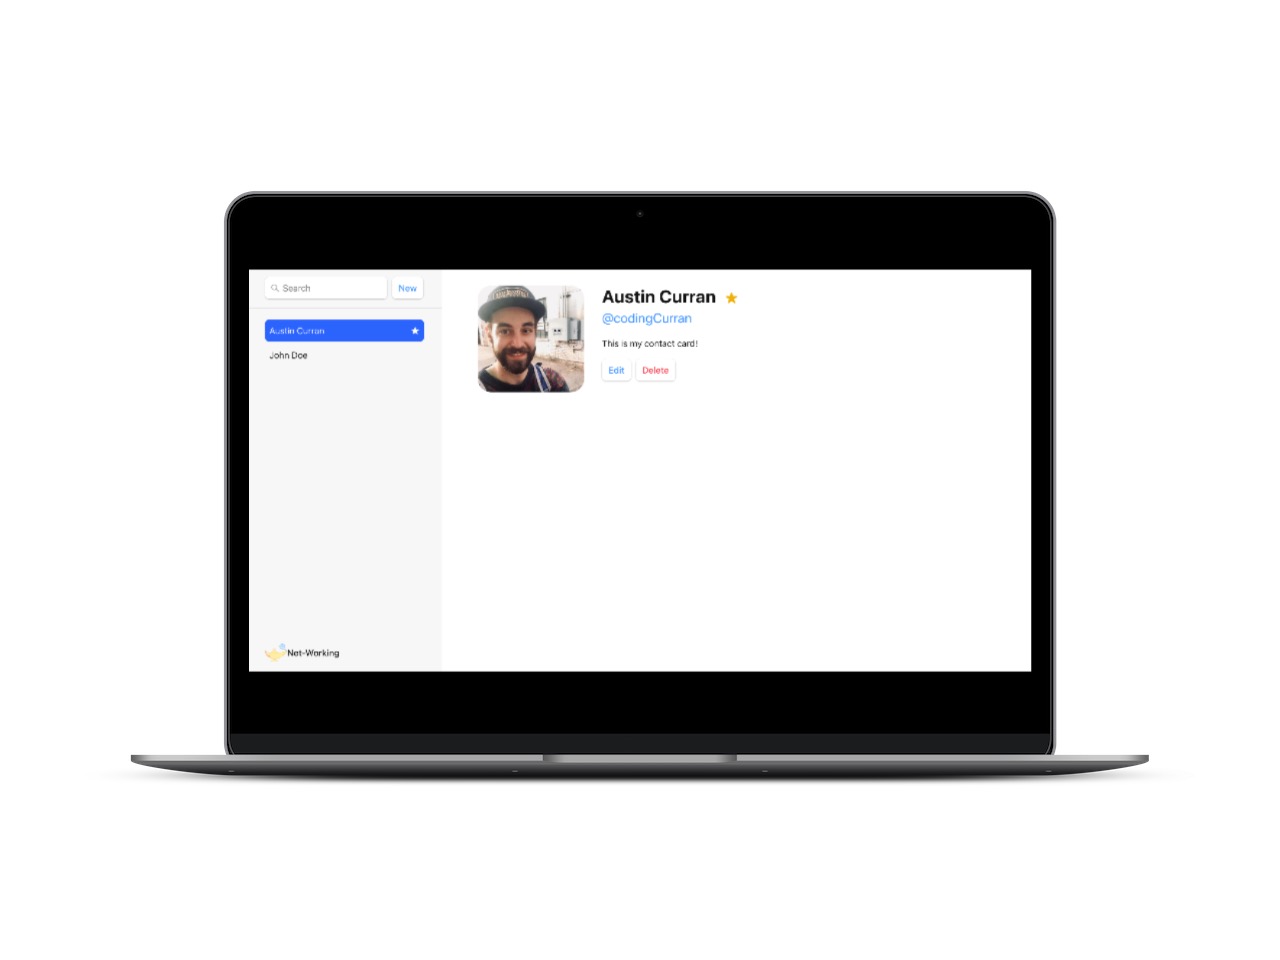 Search
New
Austin Curran
John Doe
Net-Working
Austin Curran
@codingCurran
This is my contact card!
Edit
Delete